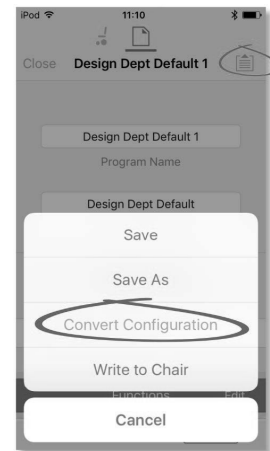 iPod 11:10
Close Design Dept Default 1
Design Dept Default 1
Program Name
Design Dept Default
Save
Save As
Convert Configuration
Write to Chair
Functions Edit
Cancel